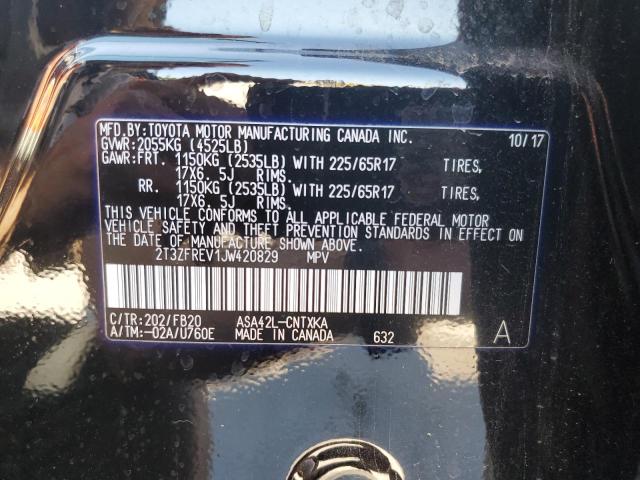 MFD.BY:TOYOTA MOTOR MANUFACTURING CANADA INC. 10/17
GVWR:2055KG (4525LB)
GAWR:FRT. 1150KG (2535LB) WITH 225/65R17 TIRES,
17X6.5J RIMS.
RR. 1150KG (2535LB) WITH 225/65R17 TIRES,
17X6.5J RIMS.
THIS VEHICLE CONFORMS TO ALL APPLICABLE FEDERAL MOTOR
VEHICLE SAFETY AND THEFT PREVENTION STANDARDS IN EFFECT ON
THE DATE OF MANUFACTURE SHOWN ABOVE.
2T3ZFREV1JW420829 MPV
C/TR:202/FB20 ASA42L-CNTXKA
A/TM:-02A/U760E MADE IN CANADA 632 A